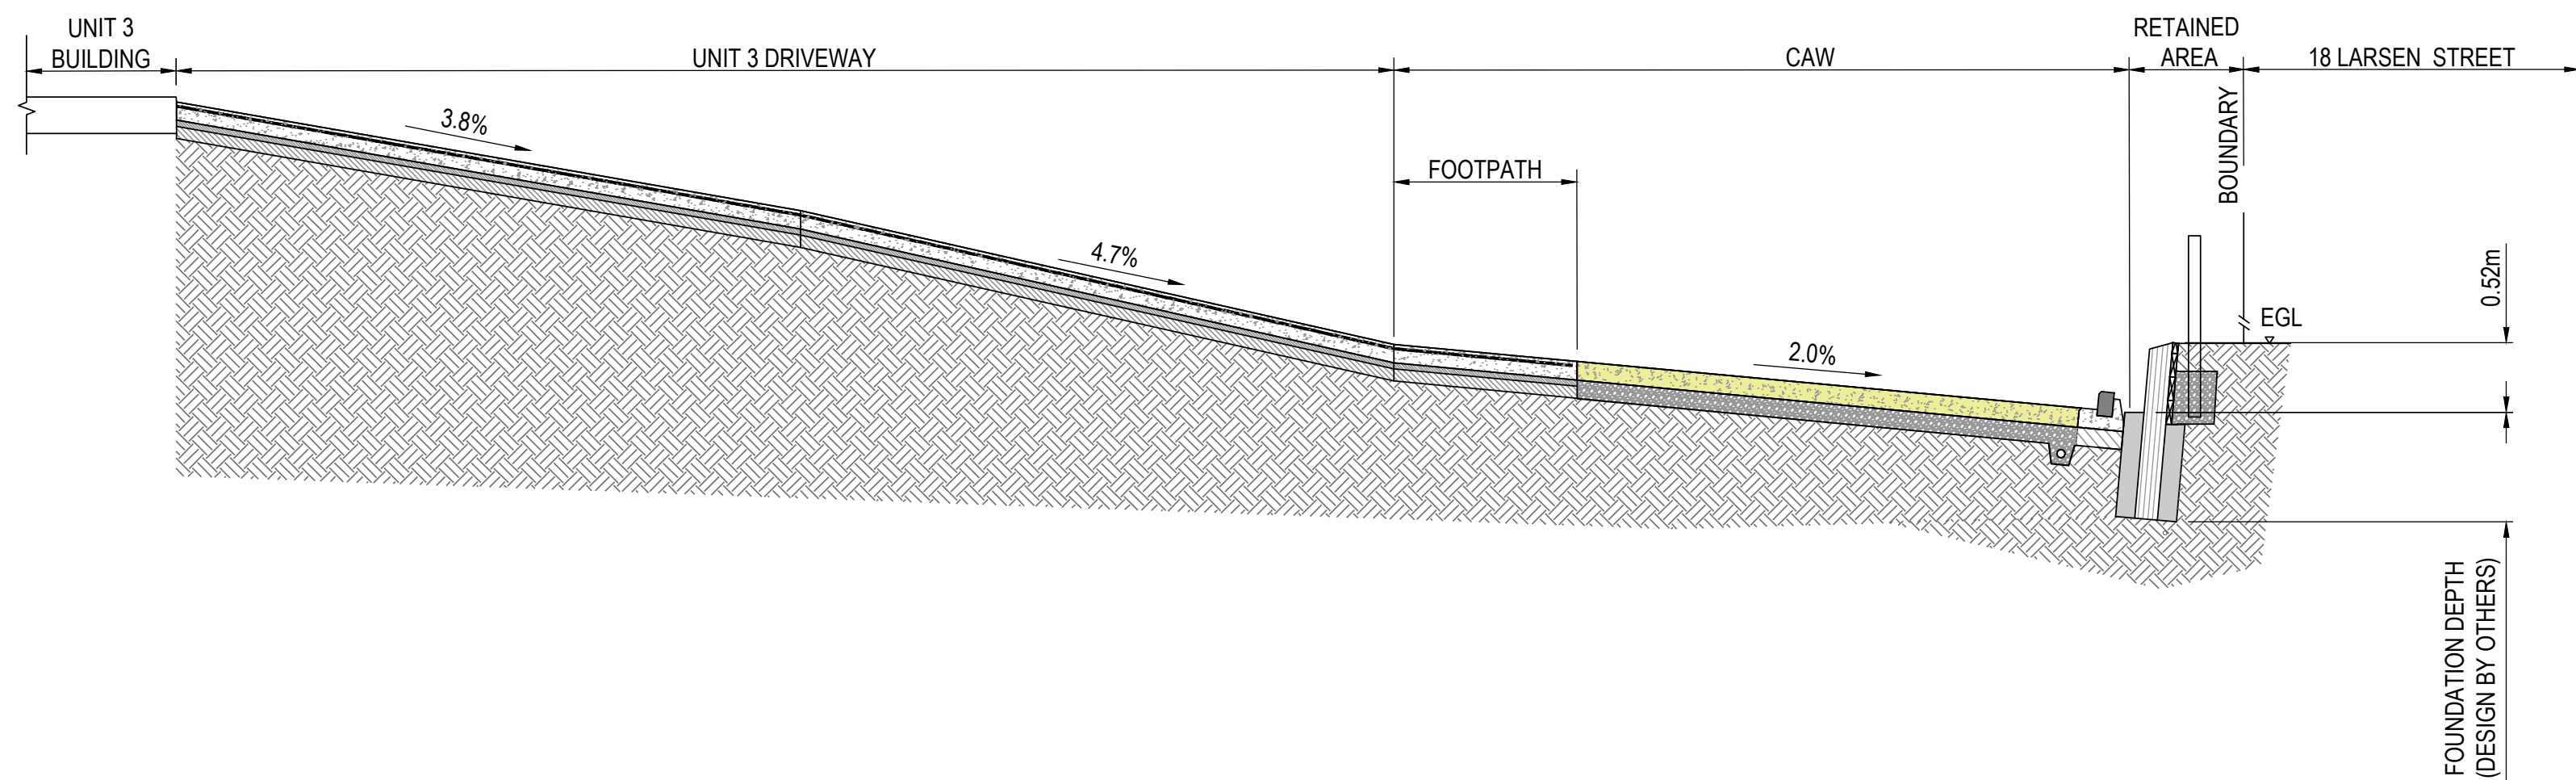 UNIT 3
BUILDING
UNIT 3 DRIVEWAY
CAW
RETAINED
AREA
18 LARSEN STREET
BOUNDARY
3.8%
FOOTPATH
4.7%
0.52m
EGL
2.0%
FOUNDATION DEPTH
(DESIGN BY OTHERS)